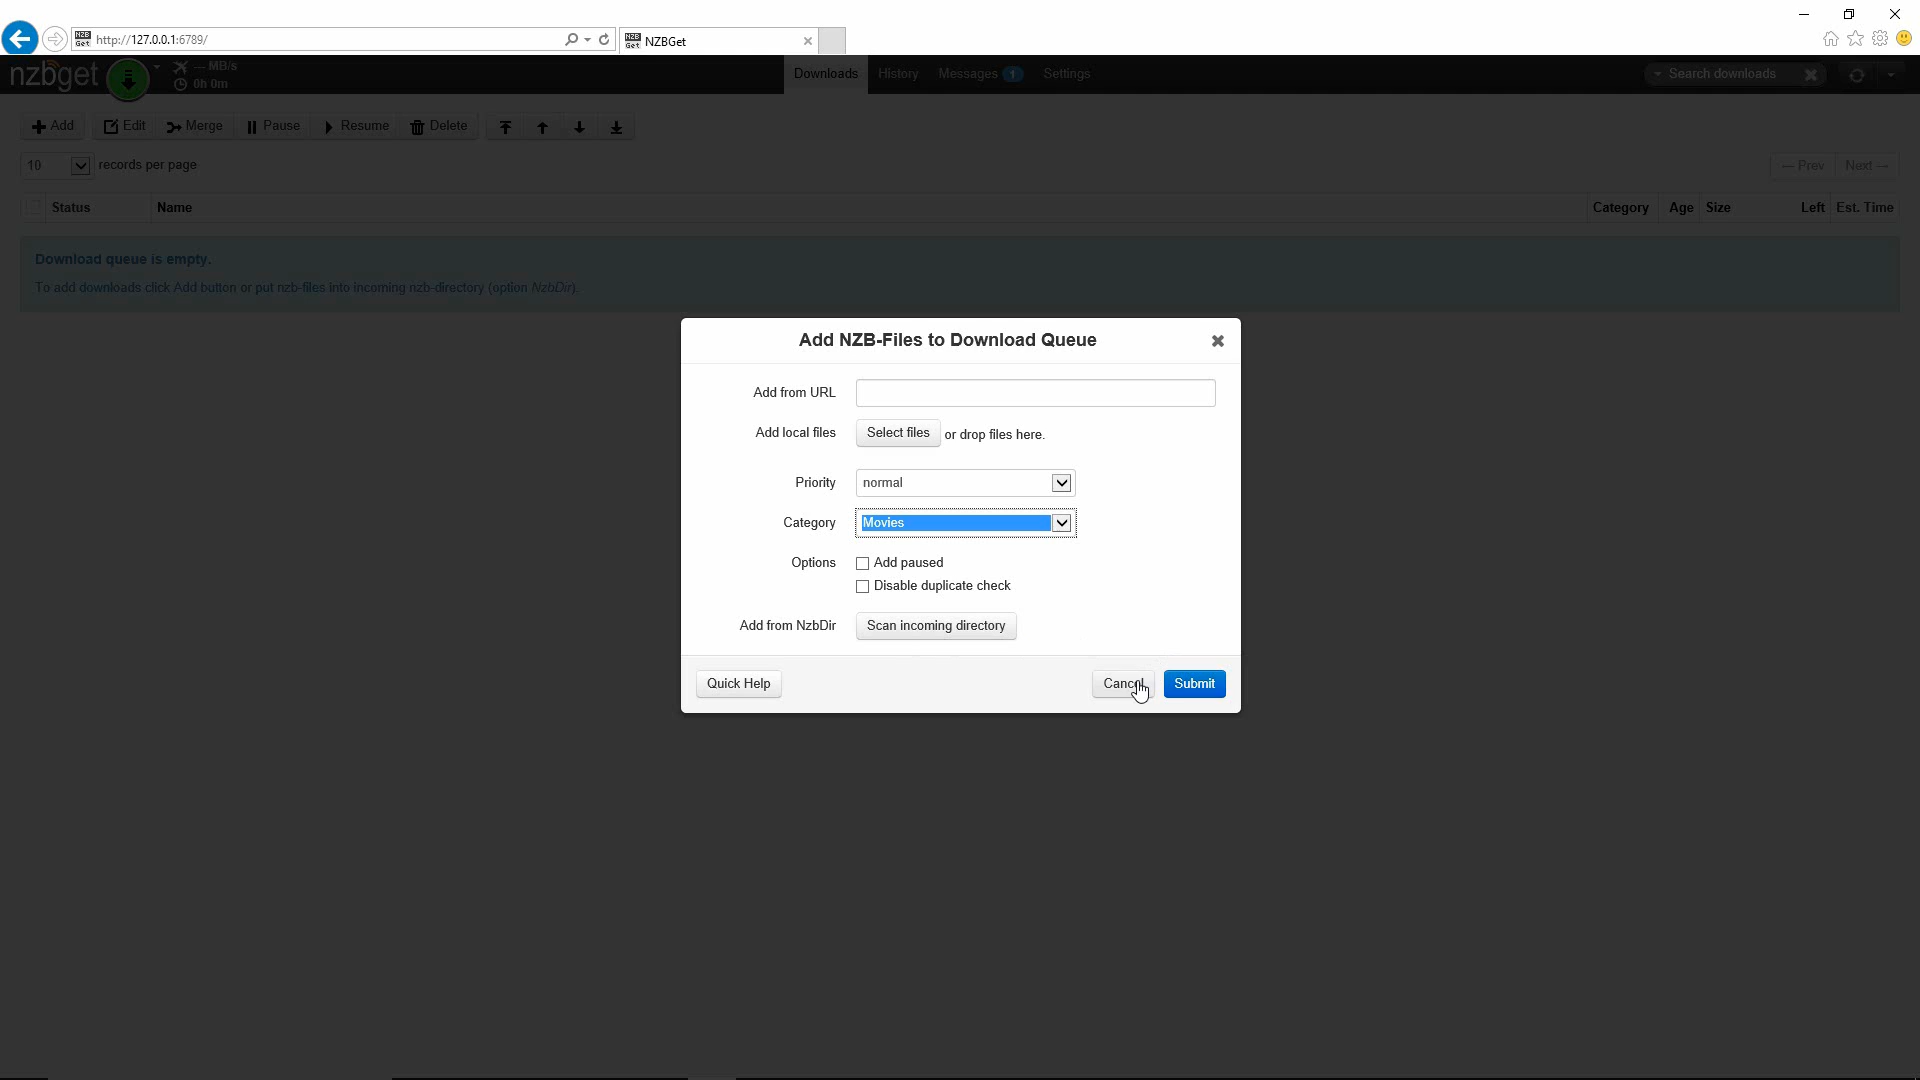 http://127.0.0.1:6789/
NZB Get
NZBGet
nzbget
--- MB/s
0h 0m
Downloads
History
Messages 1
Settings
Search downloads
Add
Edit
Merge
Pause
Resume
Delete
10 records per page
← Prev
Next →
Status
Name
Category
Age
Size
Left
Est. Time
Download queue is empty.
To add downloads click Add button or put nzb-files into incoming nzb-directory (option NzbDir).
Add NZB-Files to Download Queue
Add from URL
Add local files
Select files or drop files here.
Priority
normal
Category
Movies
Options
Add paused
Disable duplicate check
Add from NzbDir
Scan incoming directory
Quick Help
Cancel
Submit